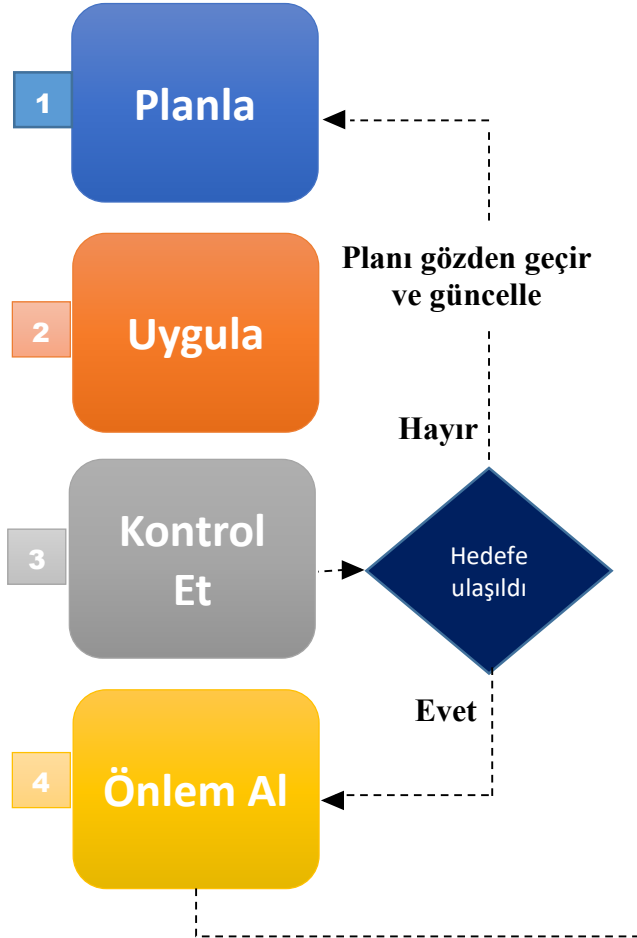 1
Planla
Planı gözden geçir
ve güncelle
2
Uygula
Hayır
3
Kontrol
Et
Hedefe
ulaşıldı
Evet
4
Önlem Al